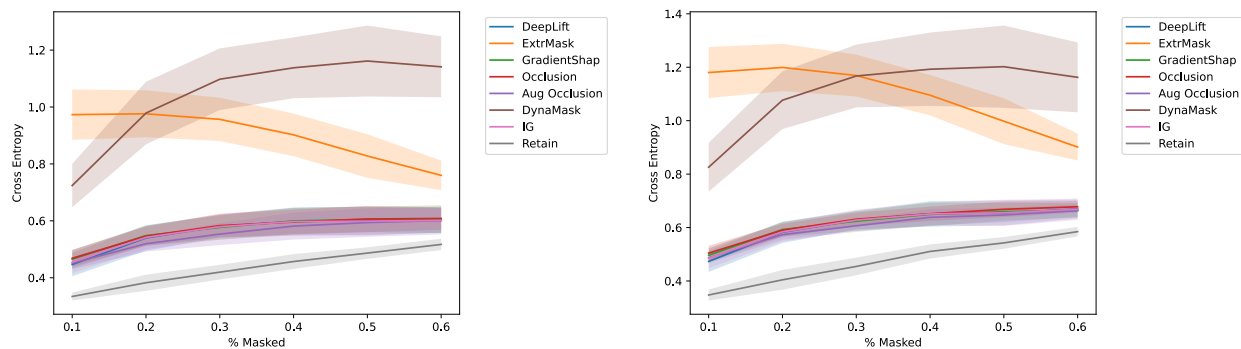 1.2
1.0
0.8
0.6
0.4
Cross Entropy
0.1
0.2
0.3
0.4
0.5
0.6
% Masked
DeepLift
ExtrMask
GradientShap
Occlusion
Aug Occlusion
DynaMask
IG
Retain
1.4
1.2
1.0
0.8
0.6
0.4
Cross Entropy
0.1
0.2
0.3
0.4
0.5
0.6
% Masked
DeepLift
ExtrMask
GradientShap
Occlusion
Aug Occlusion
DynaMask
IG
Retain